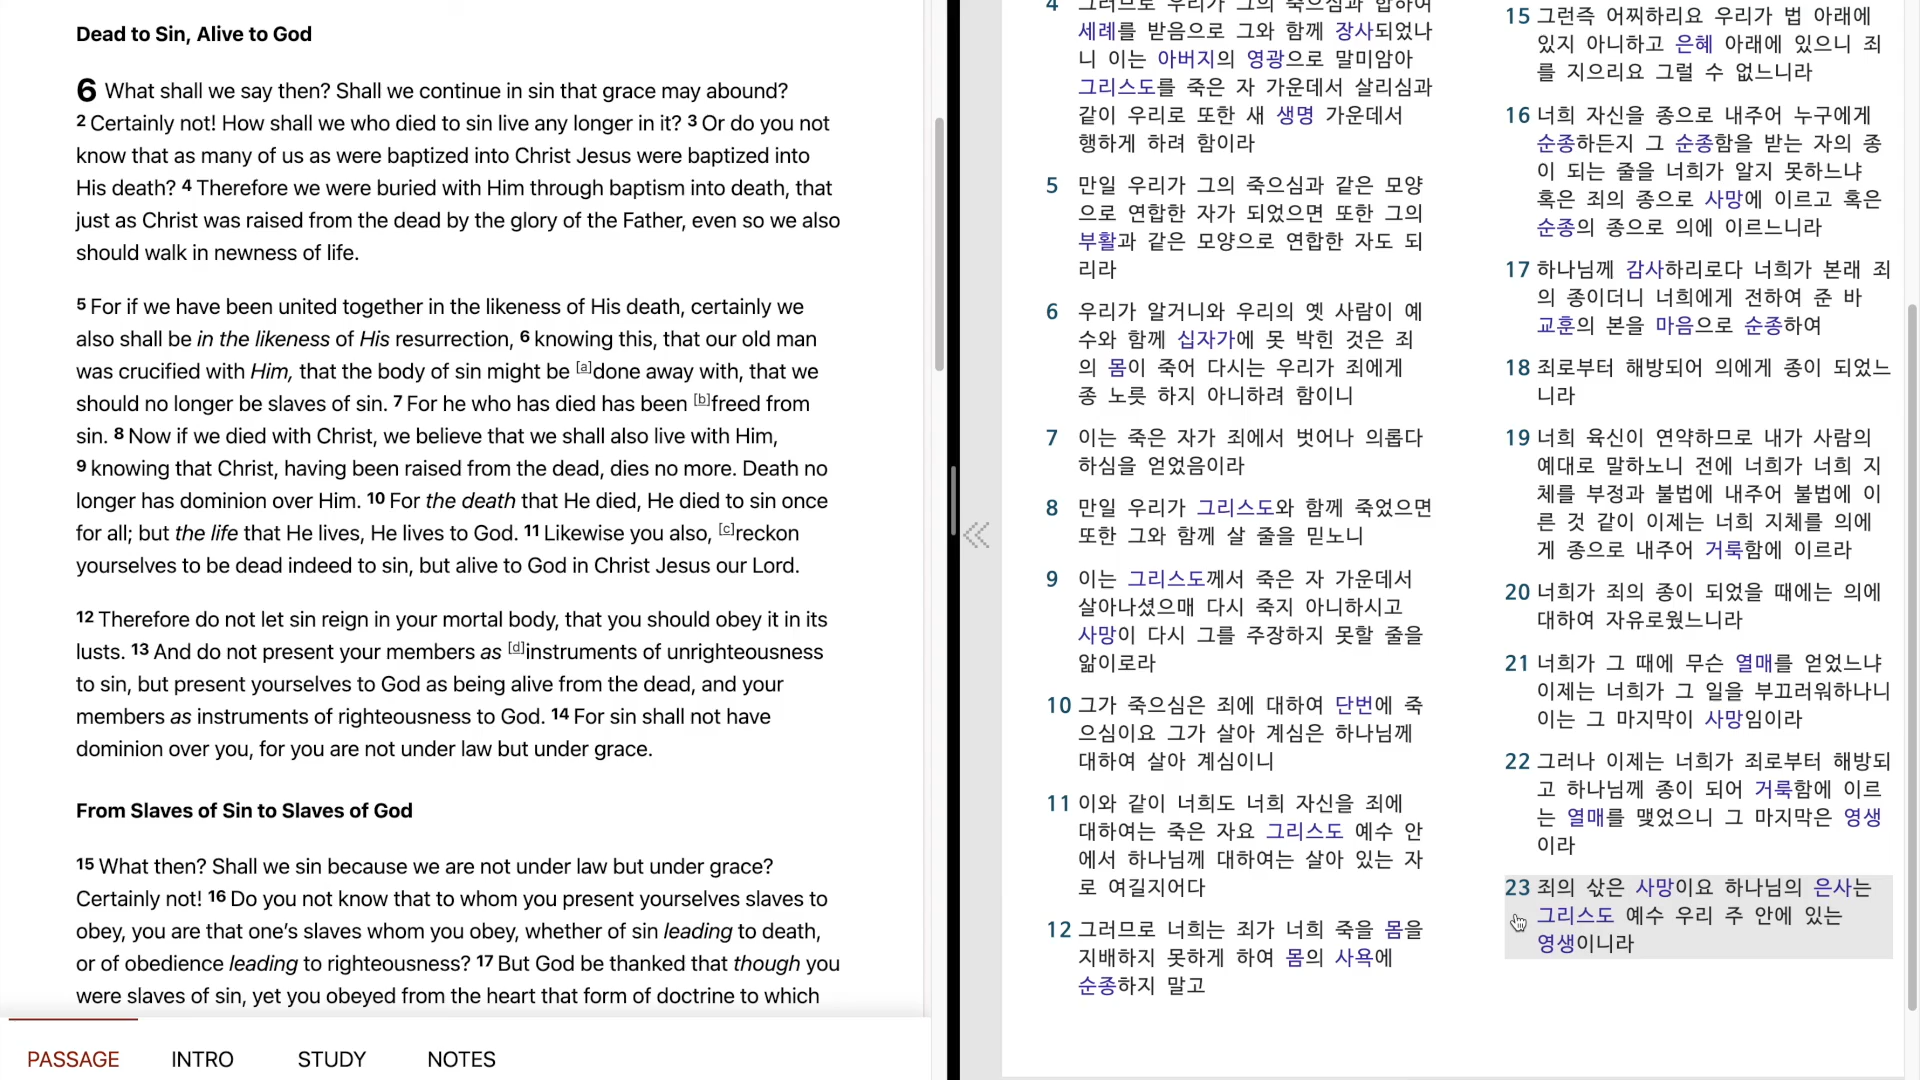 Dead to Sin, Alive to God
6 What shall we say then? Shall we continue in sin that grace may abound?
2 Certainly not! How shall we who died to sin live any longer in it? 3 Or do you not
know that as many of us as were baptized into Christ Jesus were baptized into
His death? 4 Therefore we were buried with Him through baptism into death, that
just as Christ was raised from the dead by the glory of the Father, even so we also
should walk in newness of life.
5 For if we have been united together in the likeness of His death, certainly we
also shall be in the likeness of His resurrection, 6 knowing this, that our old man
was crucified with Him, that the body of sin might be [a]done away with, that we
should no longer be slaves of sin. 7 For he who has died has been [b]freed from
sin. 8 Now if we died with Christ, we believe that we shall also live with Him,
9 knowing that Christ, having been raised from the dead, dies no more. Death no
longer has dominion over Him. 10 For the death that He died, He died to sin once
for all; but the life that He lives, He lives to God. 11 Likewise you also, [c]reckon
yourselves to be dead indeed to sin, but alive to God in Christ Jesus our Lord.
12 Therefore do not let sin reign in your mortal body, that you should obey it in its
lusts. 13 And do not present your members as [d]instruments of unrighteousness
to sin, but present yourselves to God as being alive from the dead, and your
members as instruments of righteousness to God. 14 For sin shall not have
dominion over you, for you are not under law but under grace.
From Slaves of Sin to Slaves of God
15 What then? Shall we sin because we are not under law but under grace?
Certainly not! 16 Do you not know that to whom you present yourselves slaves to
obey, you are that one's slaves whom you obey, whether of sin leading to death,
or of obedience leading to righteousness? 17 But God be thanked that though you
were slaves of sin, yet you obeyed from the heart that form of doctrine to which
PASSAGE INTRO STUDY NOTES
4 그러므로 우리가 그의 죽으심과 합하여
세례를 받음으로 그와 함께 장사되었나
니 이는 아버지의 영광으로 말미암아
그리스도를 죽은 자 가운데서 살리심과
같이 우리로 또한 새 생명 가운데서
행하게 하려 함이라
5 만일 우리가 그의 죽으심과 같은 모양
으로 연합한 자가 되었으면 또한 그의
부활과 같은 모양으로 연합한 자도 되
리라
6 우리가 알거니와 우리의 옛 사람이 예
수와 함께 십자가에 못 박힌 것은 죄
의 몸이 죽어 다시는 우리가 죄에게
종 노릇 하지 아니하려 함이니
7 이는 죽은 자가 죄에서 벗어나 의롭다
하심을 얻었음이라
8 만일 우리가 그리스도와 함께 죽었으면
또한 그와 함께 살 줄을 믿노니
9 이는 그리스도께서 죽은 자 가운데서
살아나셨으매 다시 죽지 아니하시고
사망이 다시 그를 주장하지 못할 줄을
앎이로라
10 그가 죽으심은 죄에 대하여 단번에 죽
으심이요 그가 살아 계심은 하나님께
대하여 살아 계심이니
11 이와 같이 너희도 너희 자신을 죄에
대하여는 죽은 자요 그리스도 예수 안
에서 하나님께 대하여는 살아 있는 자
로 여길지어다
12 그러므로 너희는 죄가 너희 죽을 몸을
지배하지 못하게 하여 몸의 사욕에
순종하지 말고
15 그런즉 어찌하리요 우리가 법 아래에
있지 아니하고 은혜 아래에 있으니 죄
를 지으리요 그럴 수 없느니라
16 너희 자신을 종으로 내주어 누구에게
순종하든지 그 순종함을 받는 자의 종
이 되는 줄을 너희가 알지 못하느냐
혹은 죄의 종으로 사망에 이르고 혹은
순종의 종으로 의에 이르느니라
17 하나님께 감사하리로다 너희가 본래 죄
의 종이더니 너희에게 전하여 준 바
교훈의 본을 마음으로 순종하여
18 죄로부터 해방되어 의에게 종이 되었느
니라
19 너희 육신이 연약하므로 내가 사람의
예대로 말하노니 전에 너희가 너희 지
체를 부정과 불법에 내주어 불법에 이
른 것 같이 이제는 너희 지체를 의에
게 종으로 내주어 거룩함에 이르라
20 너희가 죄의 종이 되었을 때에는 의에
대하여 자유로웠느니라
21 너희가 그 때에 무슨 열매를 얻었느냐
이제는 너희가 그 일을 부끄러워하나니
이는 그 마지막이 사망임이라
22 그러나 이제는 너희가 죄로부터 해방되
고 하나님께 종이 되어 거룩함에 이르
는 열매를 맺었으니 그 마지막은 영생
이라
23 죄의 삯은 사망이요 하나님의 은사는
그리스도 예수 우리 주 안에 있는
영생이니라